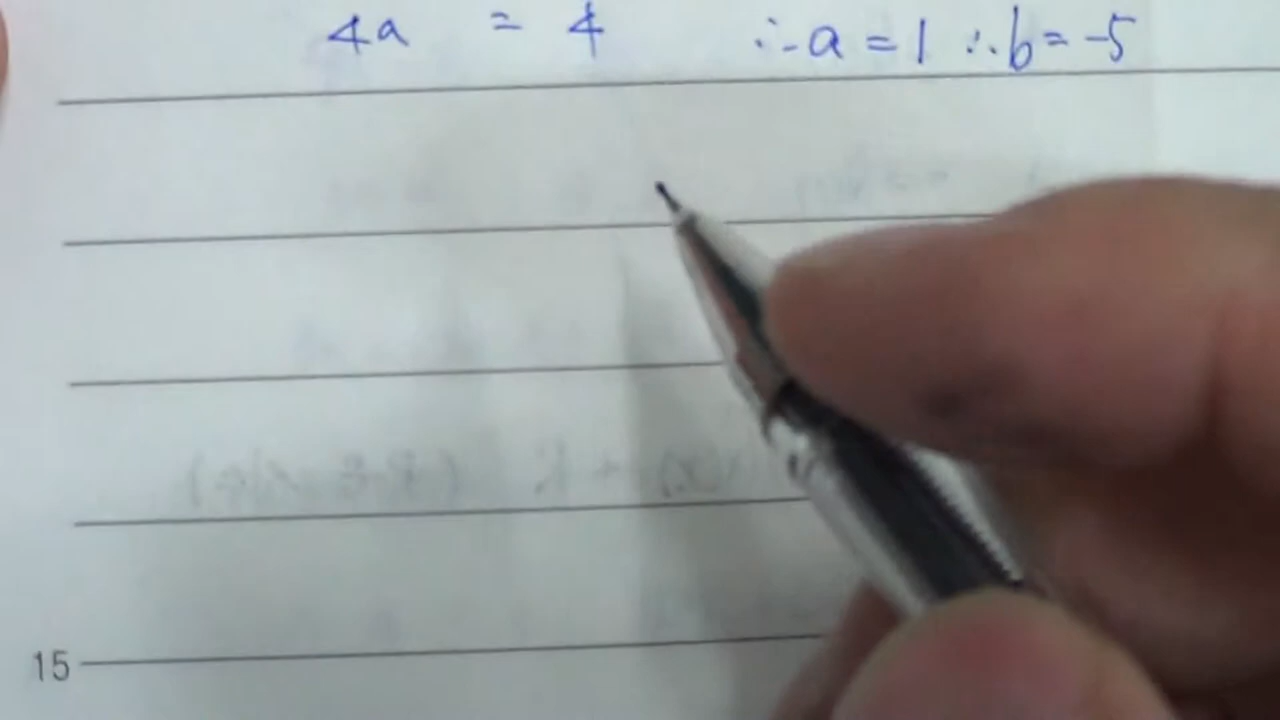 4a = 4 ∴a = 1 ∴b = -5
15